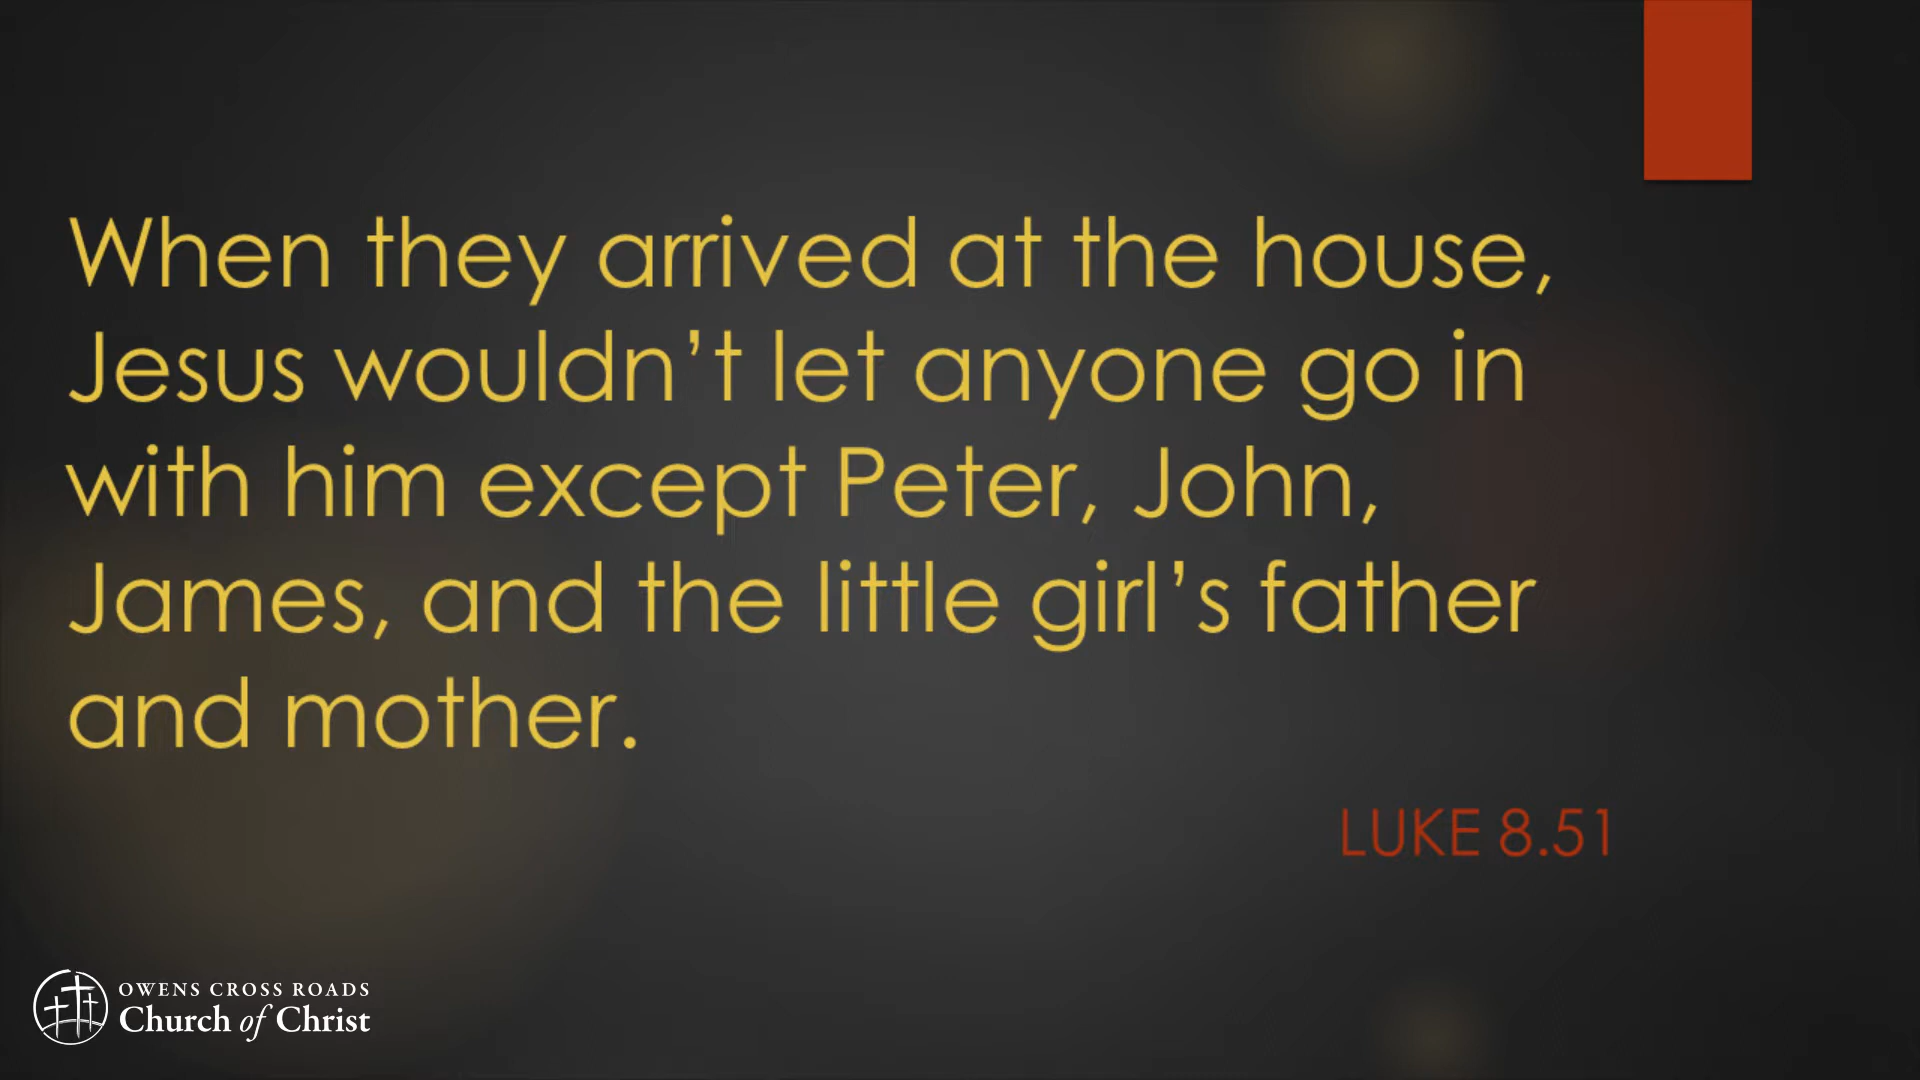 When they arrived at the house,
Jesus wouldn’t let anyone go in
with him except Peter, John,
James, and the little girl’s father
and mother.
LUKE 8.51
OWENS CROSS ROADS
Church of Christ